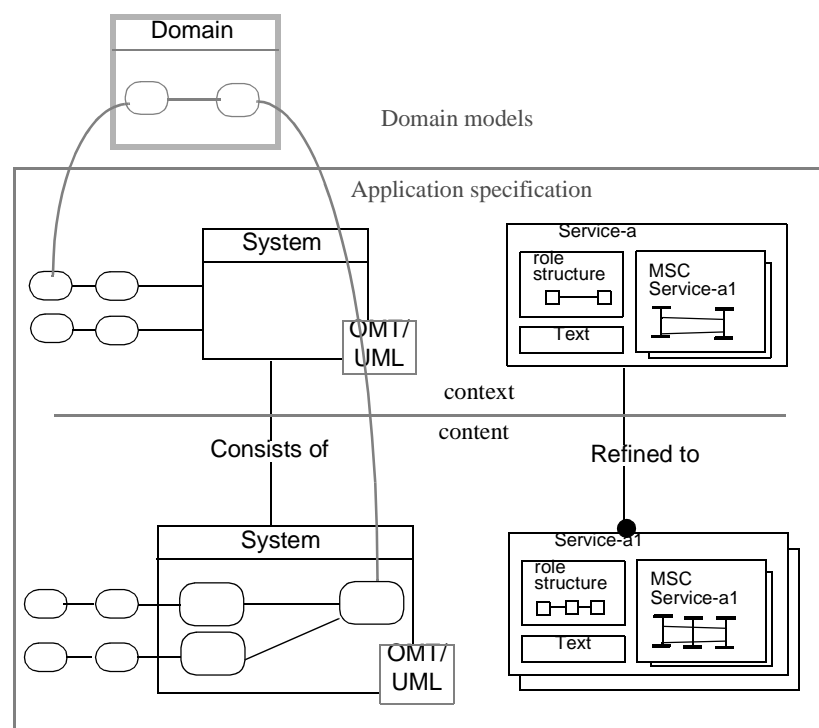 Domain
Domain models
Application specification
System
OMT/
UML
Service-a
role
structure
Text
MSC
Service-a1
context
content
Consists of
Refined to
System
OMT/
UML
Service-a1
role
structure
Text
MSC
Service-a1